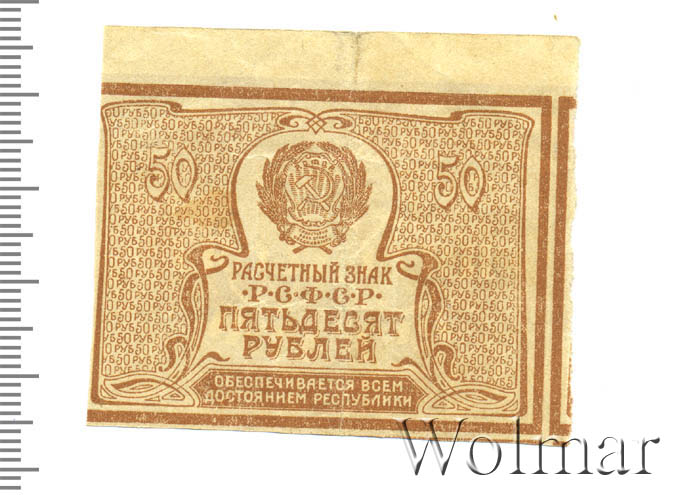 50 50
РАСЧЕТНЫЙ ЗНАК
Р·С·Ф·С·Р·
ПЯТЬДЕСЯТ
РУБЛЕЙ
ОБЕСПЕЧИВАЕТСЯ ВСЕМ
ДОСТОЯНИЕМ РЕСПУБЛИКИ
Wolmar